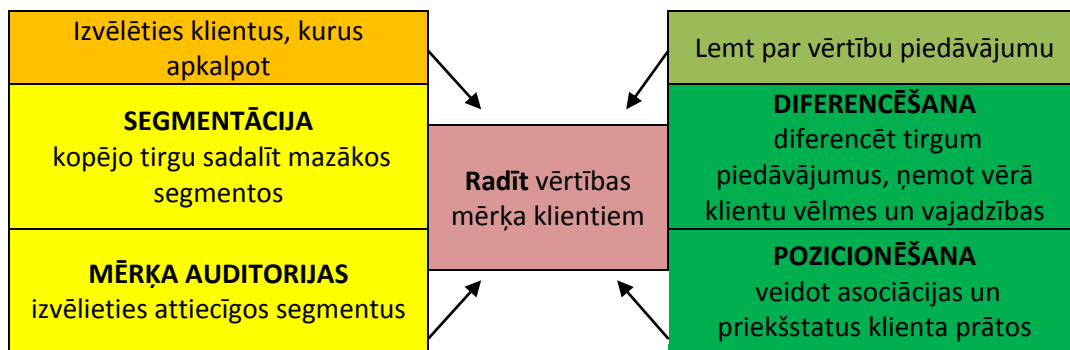 Izvēlēties klientus, kurus
apkalpot
SEGMENTĀCIJA
kopējo tirgu sadalīt mazākos
segmentos
MĒRĶA AUDITORIJAS
izvēlieties attiecīgos segmentus
Radīt vērtības
mērķa klientiem
Lemt par vērtību piedāvājumu
DIFERENCĒŠANA
diferencēt tirgum
piedāvājumus, ņemot vērā
klientu vēlmes un vajadzības
POZICIONĒŠANA
veidot asociācijas un
priekšstatus klienta prātos